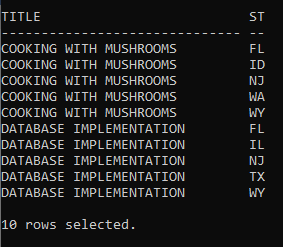 TITLE                          ST
------------------------------ --
COOKING WITH MUSHROOMS         FL
COOKING WITH MUSHROOMS         ID
COOKING WITH MUSHROOMS         NJ
COOKING WITH MUSHROOMS         WA
COOKING WITH MUSHROOMS         WY
DATABASE IMPLEMENTATION        FL
DATABASE IMPLEMENTATION        IL
DATABASE IMPLEMENTATION        NJ
DATABASE IMPLEMENTATION        TX
DATABASE IMPLEMENTATION        WY

10 rows selected.